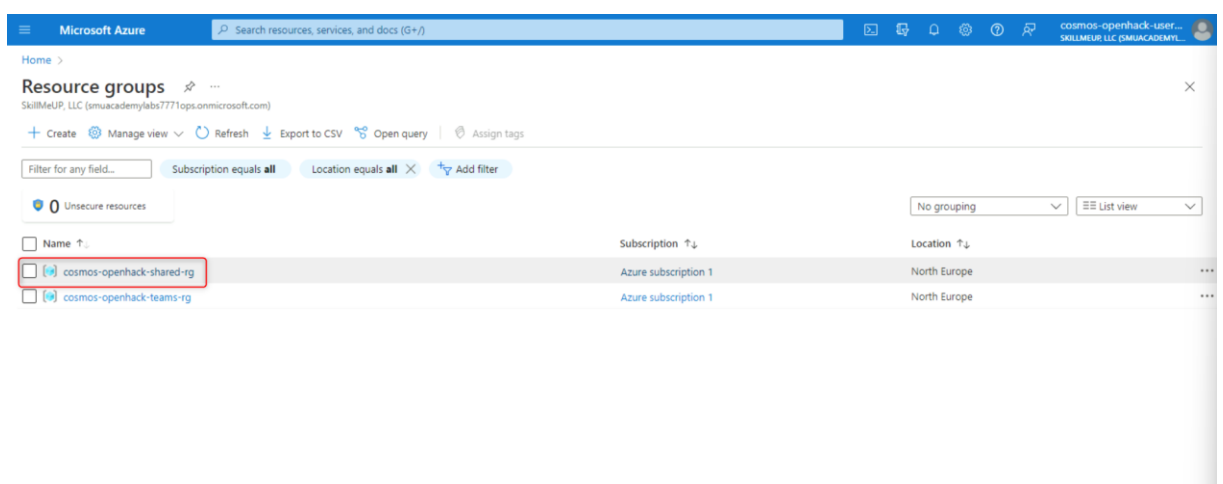 Microsoft Azure
Search resources, services, and docs (G+/)
cosmos-openhack-user...
SKILLMEUP, LLC (SMUACADEMYL...
Home >
Resource groups ...
SkillMeUP, LLC (smuacademylabs7771ops.onmicrosoft.com)
+ Create Manage view Refresh Export to CSV Open query Assign tags
Filter for any field... Subscription equals all Location equals all Add filter
0 Unsecure resources No grouping List view
Name Subscription Location
cosmos-openhack-shared-rg Azure subscription 1 North Europe ...
cosmos-openhack-teams-rg Azure subscription 1 North Europe ...